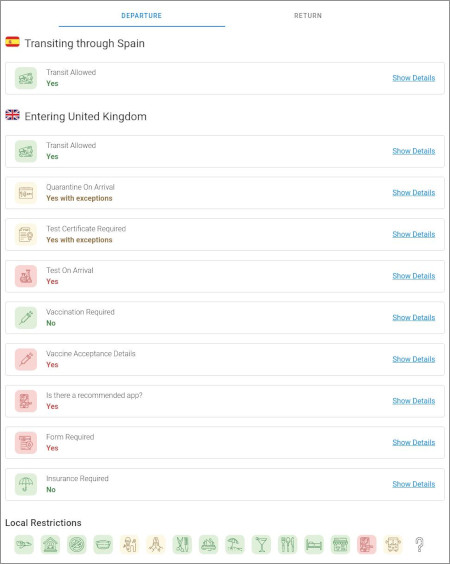 DEPARTURE RETURN
Transiting through Spain
Transit Allowed
Yes
Show Details
Entering United Kingdom
Transit Allowed
Yes
Show Details
Quarantine On Arrival
Yes with exceptions
Show Details
Test Certificate Required
Yes with exceptions
Show Details
Test On Arrival
Yes
Show Details
Vaccination Required
No
Show Details
Vaccine Acceptance Details
Yes
Show Details
Is there a recommended app?
Yes
Show Details
Form Required
Yes
Show Details
Insurance Required
No
Show Details
Local Restrictions